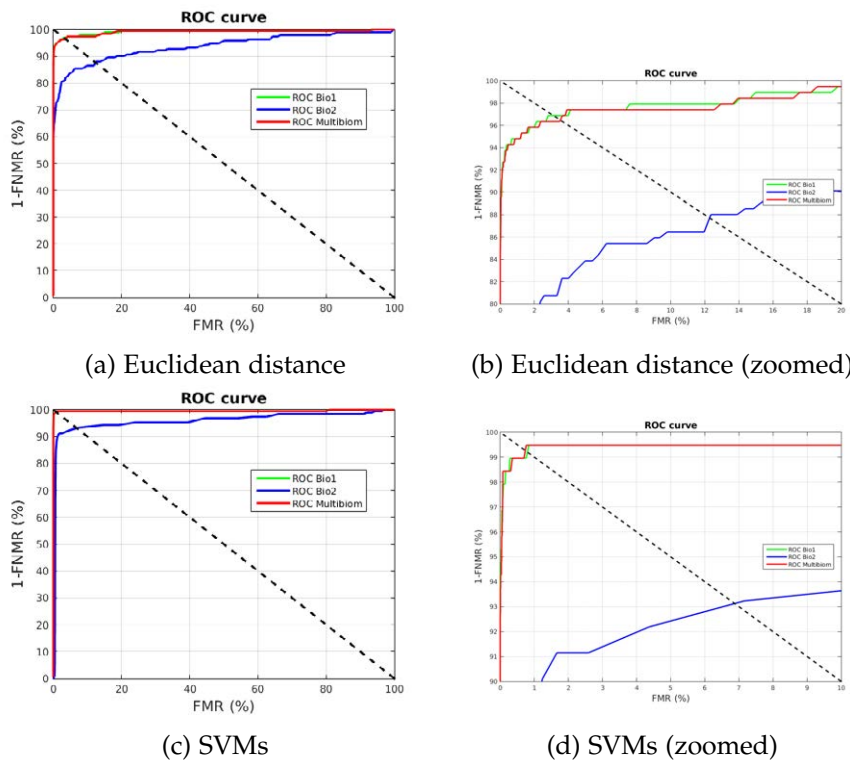 ROC curve
1-FNMR (%)
100
90
80
70
60
50
40
30
20
10
0
ROC Bio1
ROC Bio2
ROC Multibiom
0 20 40 60 80 100
FMR (%)
(a) Euclidean distance
ROC curve
1-FNMR (%)
100
98
96
94
92
90
88
86
84
82
80
ROC Bio1
ROC Bio2
ROC Multibiom
0 2 4 6 8 10 12 14 16 18 20
FMR (%)
(b) Euclidean distance (zoomed)
ROC curve
1-FNMR (%)
100
90
80
70
60
50
40
30
20
10
0
ROC Bio1
ROC Bio2
ROC Multibiom
0 20 40 60 80 100
FMR (%)
(c) SVMs
ROC curve
1-FNMR (%)
100
99
98
97
96
95
94
93
92
91
90
ROC Bio1
ROC Bio2
ROC Multibiom
0 1 2 3 4 5 6 7 8 9 10
FMR (%)
(d) SVMs (zoomed)